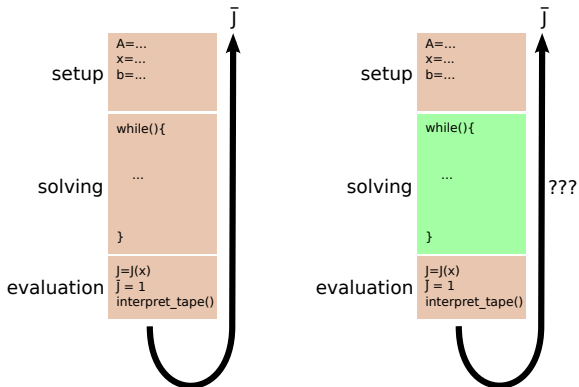 J̄
setup
A=...
x=...
b=...
solving
while(){
...
}
evaluation
J=J(x)
J̄ = 1
interpret_tape()
J̄
setup
A=...
x=...
b=...
solving
while(){
...
}
???
evaluation
J=J(x)
J̄ = 1
interpret_tape()